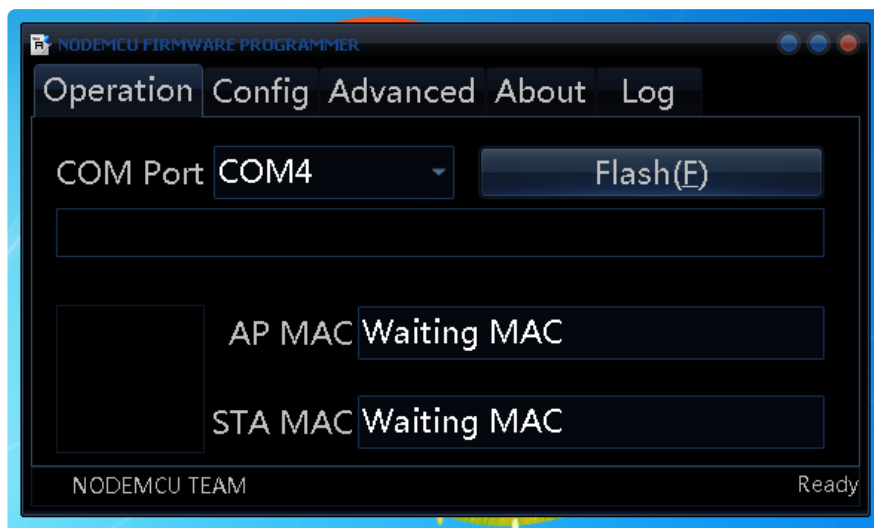 NODEMCU FIRMWARE PROGRAMMER
Operation Config Advanced About Log
COM Port COM4 Flash(F)
AP MAC Waiting MAC
STA MAC Waiting MAC
NODEMCU TEAM Ready